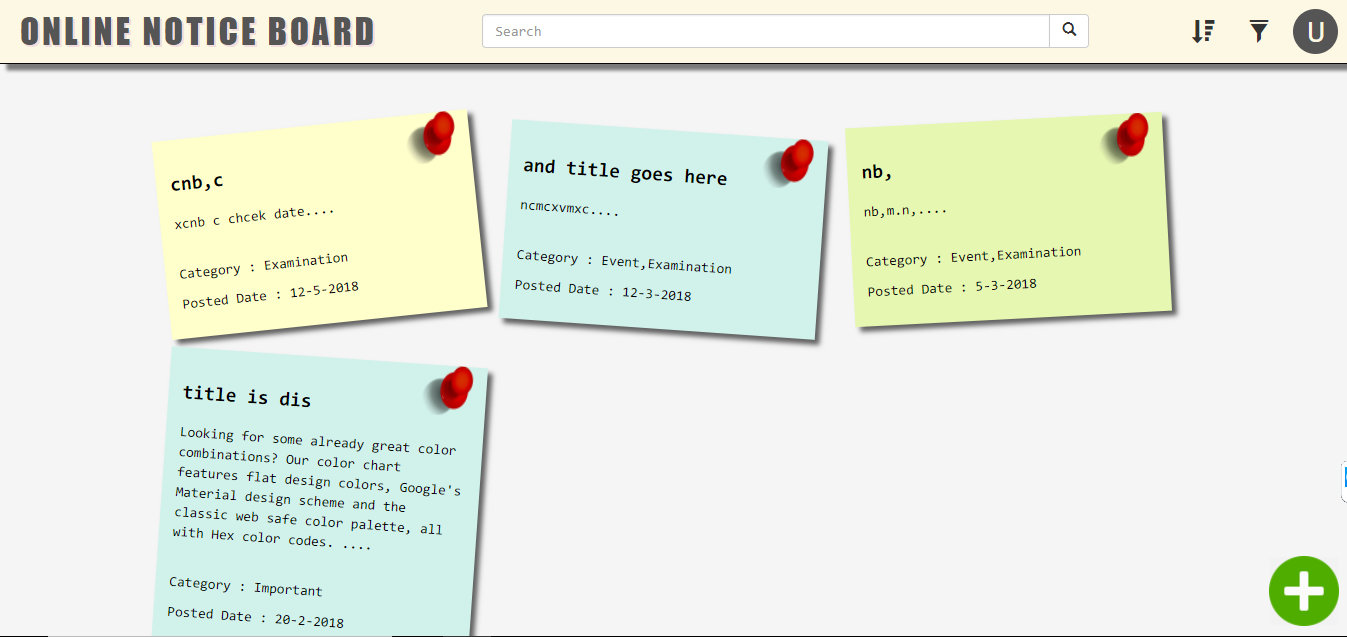 ONLINE NOTICE BOARD
Search
U
cnb,c
xcnb c chcek date....
Category : Examination
Posted Date : 12-5-2018
and title goes here
ncmcxvmxc....
Category : Event,Examination
Posted Date : 12-3-2018
nb,
nb,m.n,....
Category : Event,Examination
Posted Date : 5-3-2018
title is dis
Looking for some already great color
combinations? Our color chart
features flat design colors, Google's
Material design scheme and the
classic web safe color palette, all
with Hex color codes. ....
Category : Important
Posted Date : 20-2-2018